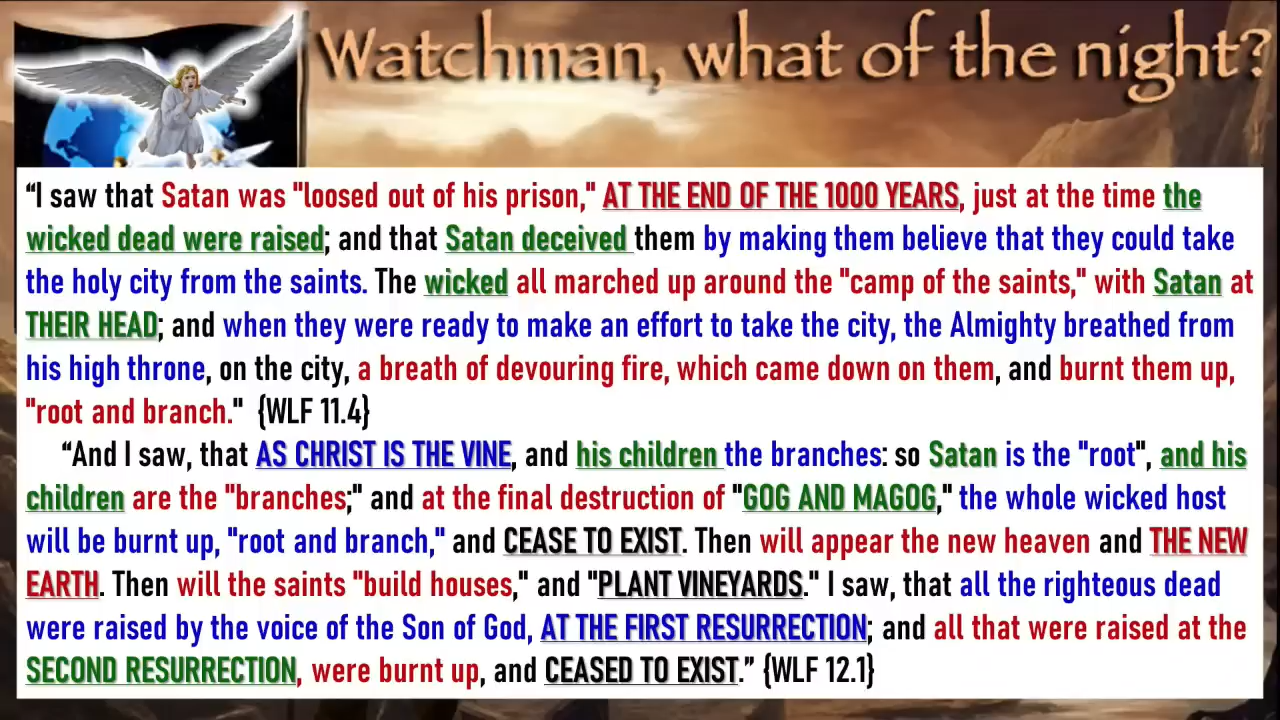 Watchman, what of the night?
“I saw that Satan was "loosed out of his prison," AT THE END OF THE 1000 YEARS, just at the time the
wicked dead were raised; and that Satan deceived them by making them believe that they could take
the holy city from the saints. The wicked all marched up around the "camp of the saints," with Satan at
THEIR HEAD; and when they were ready to make an effort to take the city, the Almighty breathed from
his high throne, on the city, a breath of devouring fire, which came down on them, and burnt them up,
"root and branch." {WLF 11.4}
“And I saw, that AS CHRIST IS THE VINE, and his children the branches: so Satan is the "root", and his
children are the "branches;" and at the final destruction of "GOG AND MAGOG," the whole wicked host
will be burnt up, "root and branch," and CEASE TO EXIST. Then will appear the new heaven and THE NEW
EARTH. Then will the saints "build houses," and "PLANT VINEYARDS." I saw, that all the righteous dead
were raised by the voice of the Son of God, AT THE FIRST RESURRECTION; and all that were raised at the
SECOND RESURRECTION, were burnt up, and CEASED TO EXIST.” {WLF 12.1}